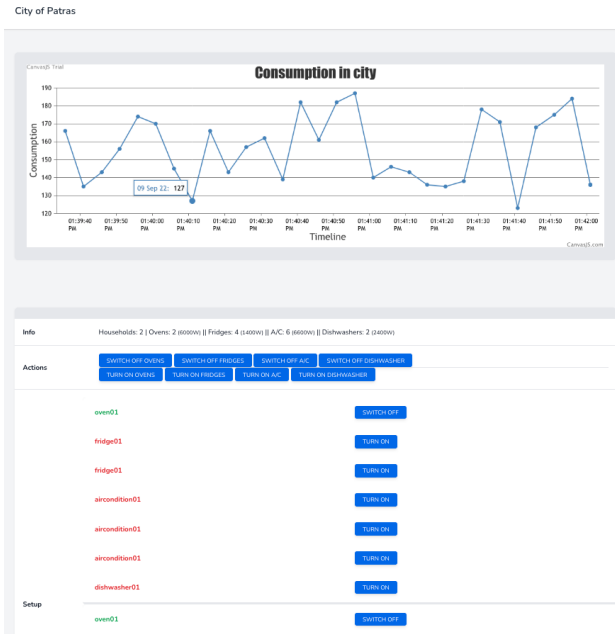 City of Patras
CanvasJS Trial
Consumption in city
Consumption
190
180
170
160
150
140
130
120
09 Sep 22: 127
01:39:40 PM
01:39:50 PM
01:40:00 PM
01:40:10 PM
01:40:20 PM
01:40:30 PM
01:40:40 PM
01:40:50 PM
01:41:00 PM
01:41:10 PM
01:41:20 PM
01:41:30 PM
01:41:40 PM
01:41:50 PM
01:42:00 PM
Timeline
CanvasJS.com
Info Households: 2 | Ovens: 2 (6000W) || Fridges: 4 (1400W) || A/C: 6 (6600W) || Dishwashers: 2 (2400W)
Actions
SWITCH OFF OVENS SWITCH OFF FRIDGES SWITCH OFF A/C SWITCH OFF DISHWASHER
TURN ON OVENS TURN ON FRIDGES TURN ON A/C TURN ON DISHWASHER
oven01 SWITCH OFF
fridge01 TURN ON
fridge01 TURN ON
aircondition01 TURN ON
aircondition01 TURN ON
aircondition01 TURN ON
dishwasher01 TURN ON
Setup
oven01 SWITCH OFF